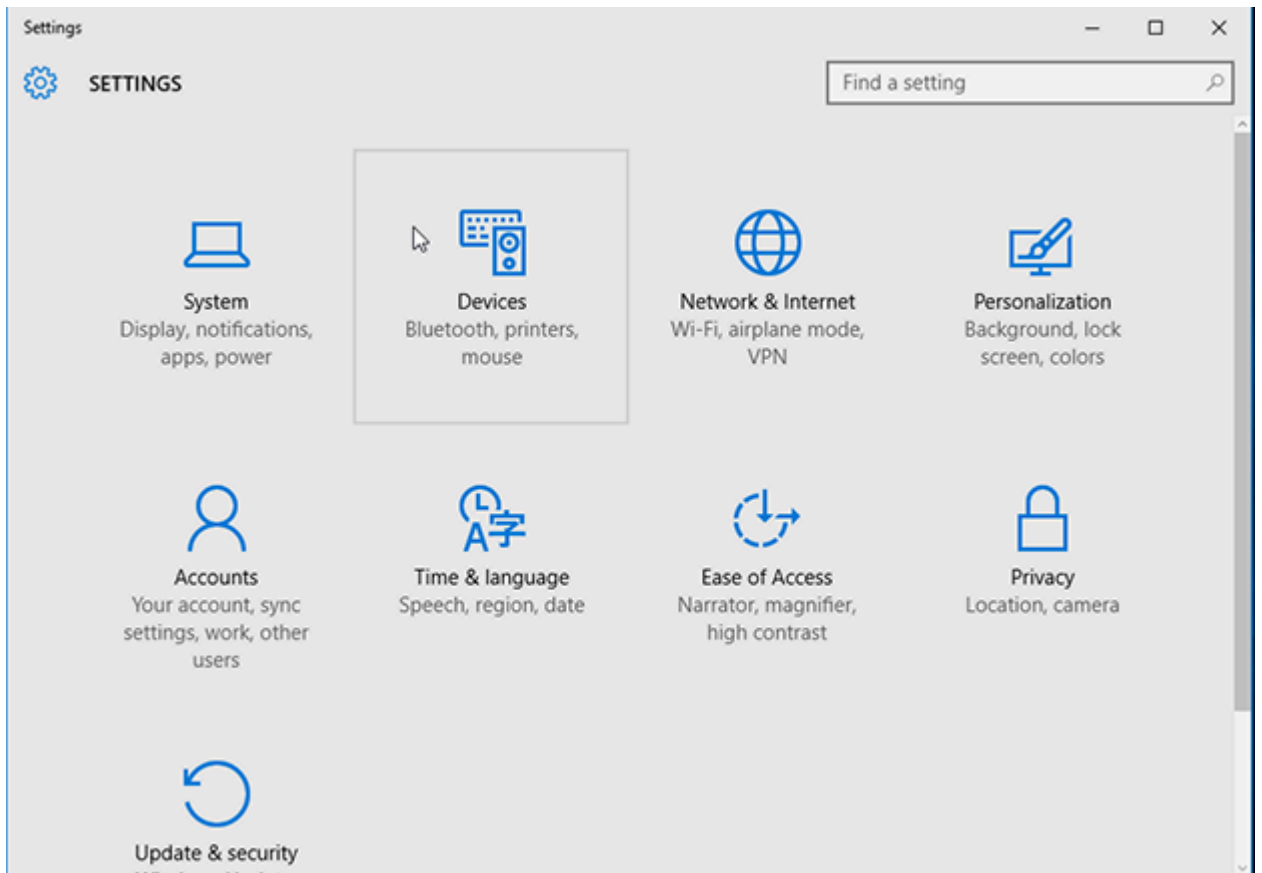 Settings
SETTINGS
Find a setting
System
Display, notifications,
apps, power
Devices
Bluetooth, printers,
mouse
Network & Internet
Wi-Fi, airplane mode,
VPN
Personalization
Background, lock
screen, colors
Accounts
Your account, sync
settings, work, other
users
Time & language
Speech, region, date
Ease of Access
Narrator, magnifier,
high contrast
Privacy
Location, camera
Update & security